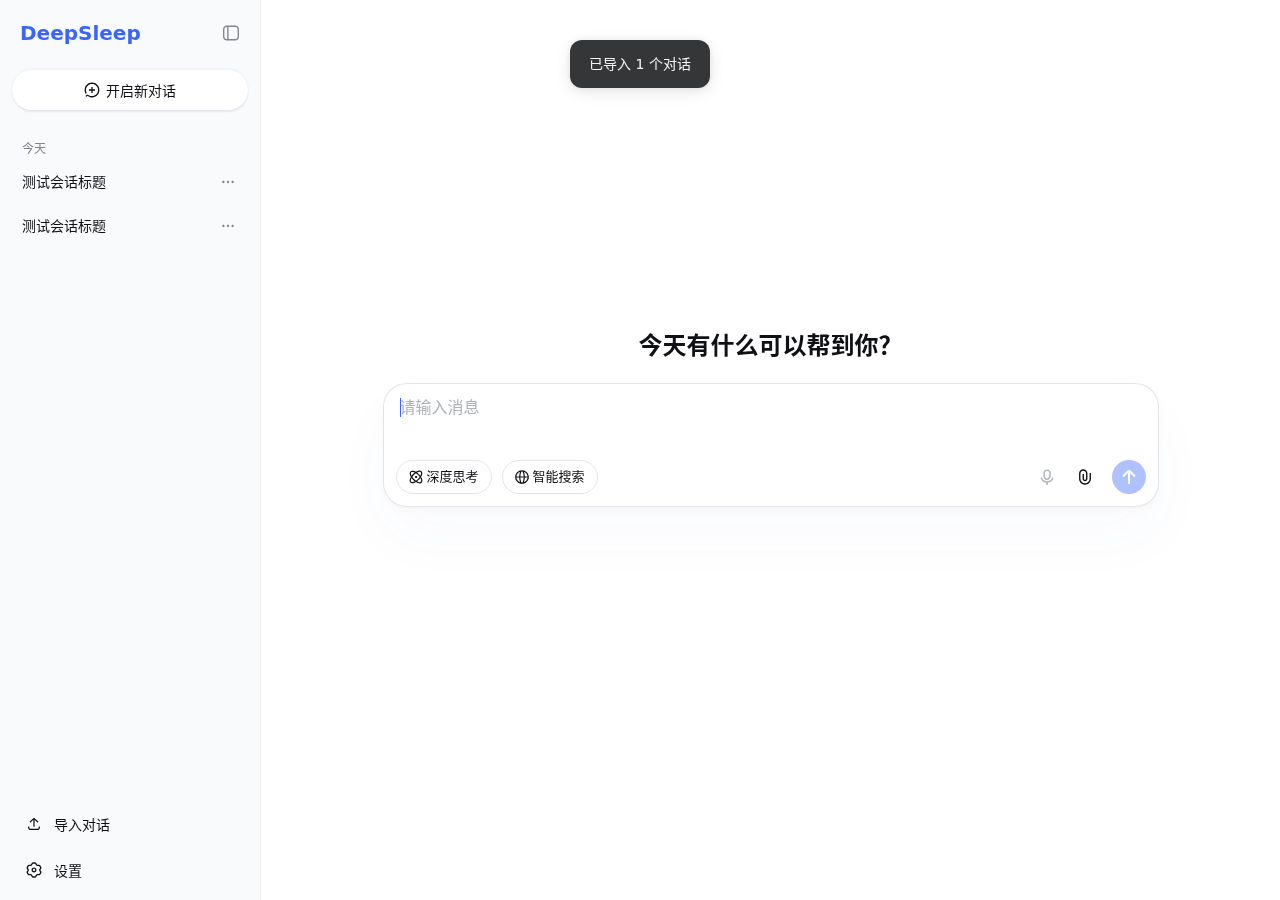 DeepSleep
开启新对话
今天
测试会话标题
测试会话标题
导入对话
设置
已导入 1 个对话
今天有什么可以帮到你?
请输入消息
深度思考
智能搜索